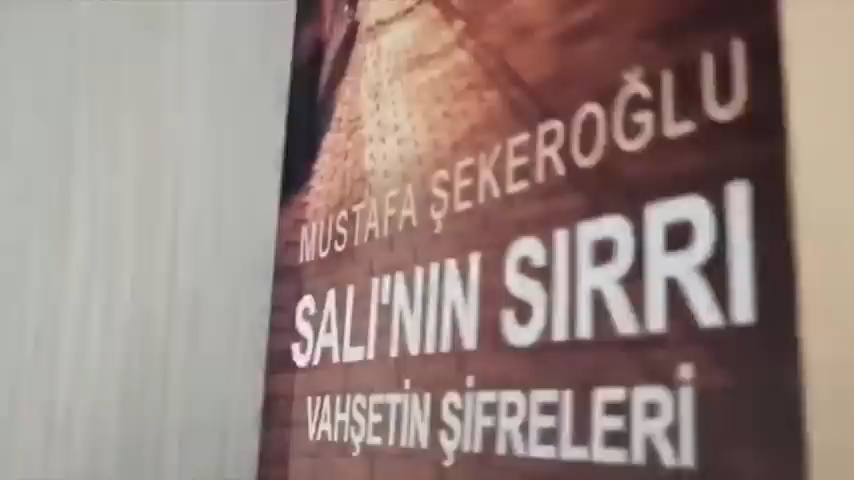 MUSTAFA ŞEKEROĞLU
SALI'NIN SIRRI
VAHŞETİN ŞİFRELERİ